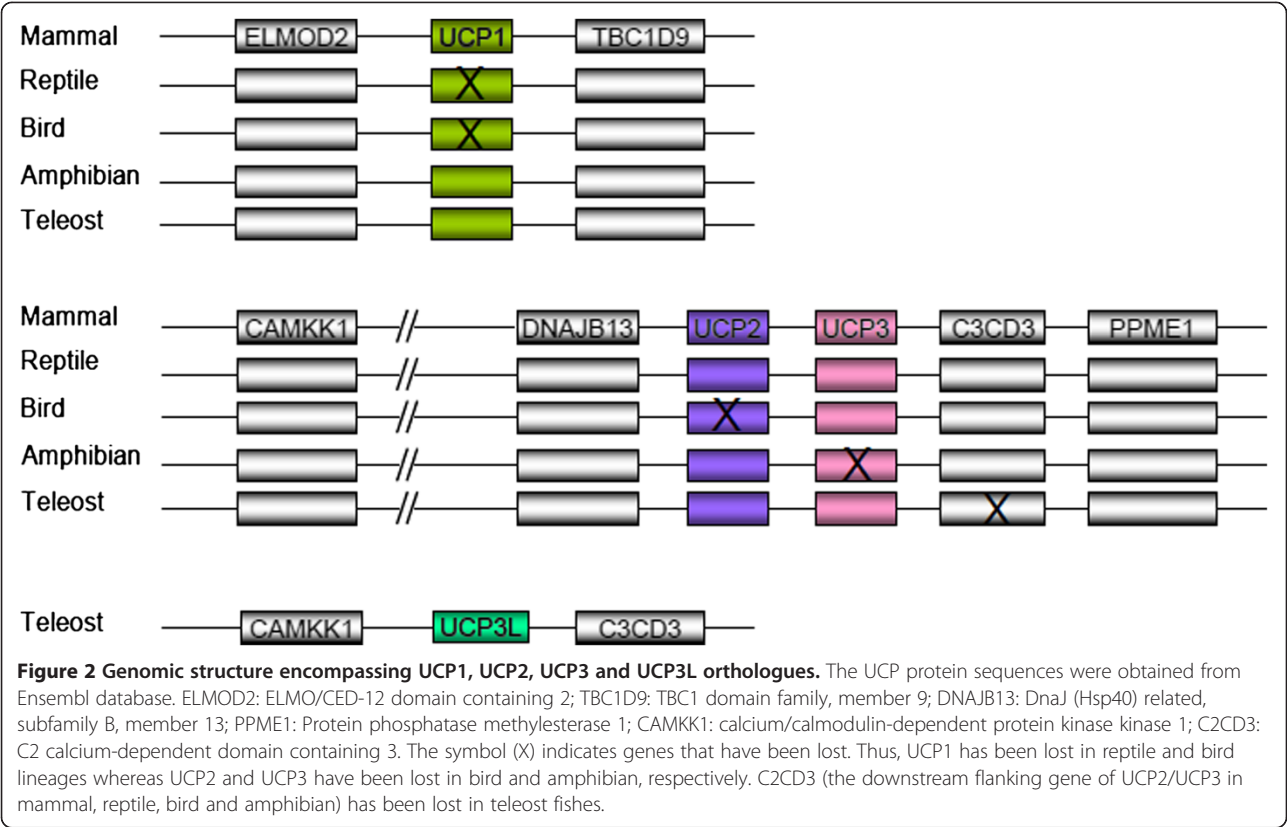 Mammal ELMOD2 UCP1 TBC1D9
Reptile X
Bird X
Amphibian
Teleost
Mammal CAMKK1 // DNAJB13 UCP2 UCP3 C3CD3 PPME1
Reptile //
Bird // X
Amphibian // X
Teleost // X
Teleost CAMKK1 UCP3L C3CD3
Figure 2 Genomic structure encompassing UCP1, UCP2, UCP3 and UCP3L orthologues. The UCP protein sequences were obtained from
Ensembl database. ELMOD2: ELMO/CED-12 domain containing 2; TBC1D9: TBC1 domain family, member 9; DNAJB13: DnaJ (Hsp40) related,
subfamily B, member 13; PPME1: Protein phosphatase methylesterase 1; CAMKK1: calcium/calmodulin-dependent protein kinase kinase 1; C2CD3:
C2 calcium-dependent domain containing 3. The symbol (X) indicates genes that have been lost. Thus, UCP1 has been lost in reptile and bird
lineages whereas UCP2 and UCP3 have been lost in bird and amphibian, respectively. C2CD3 (the downstream flanking gene of UCP2/UCP3 in
mammal, reptile, bird and amphibian) has been lost in teleost fishes.